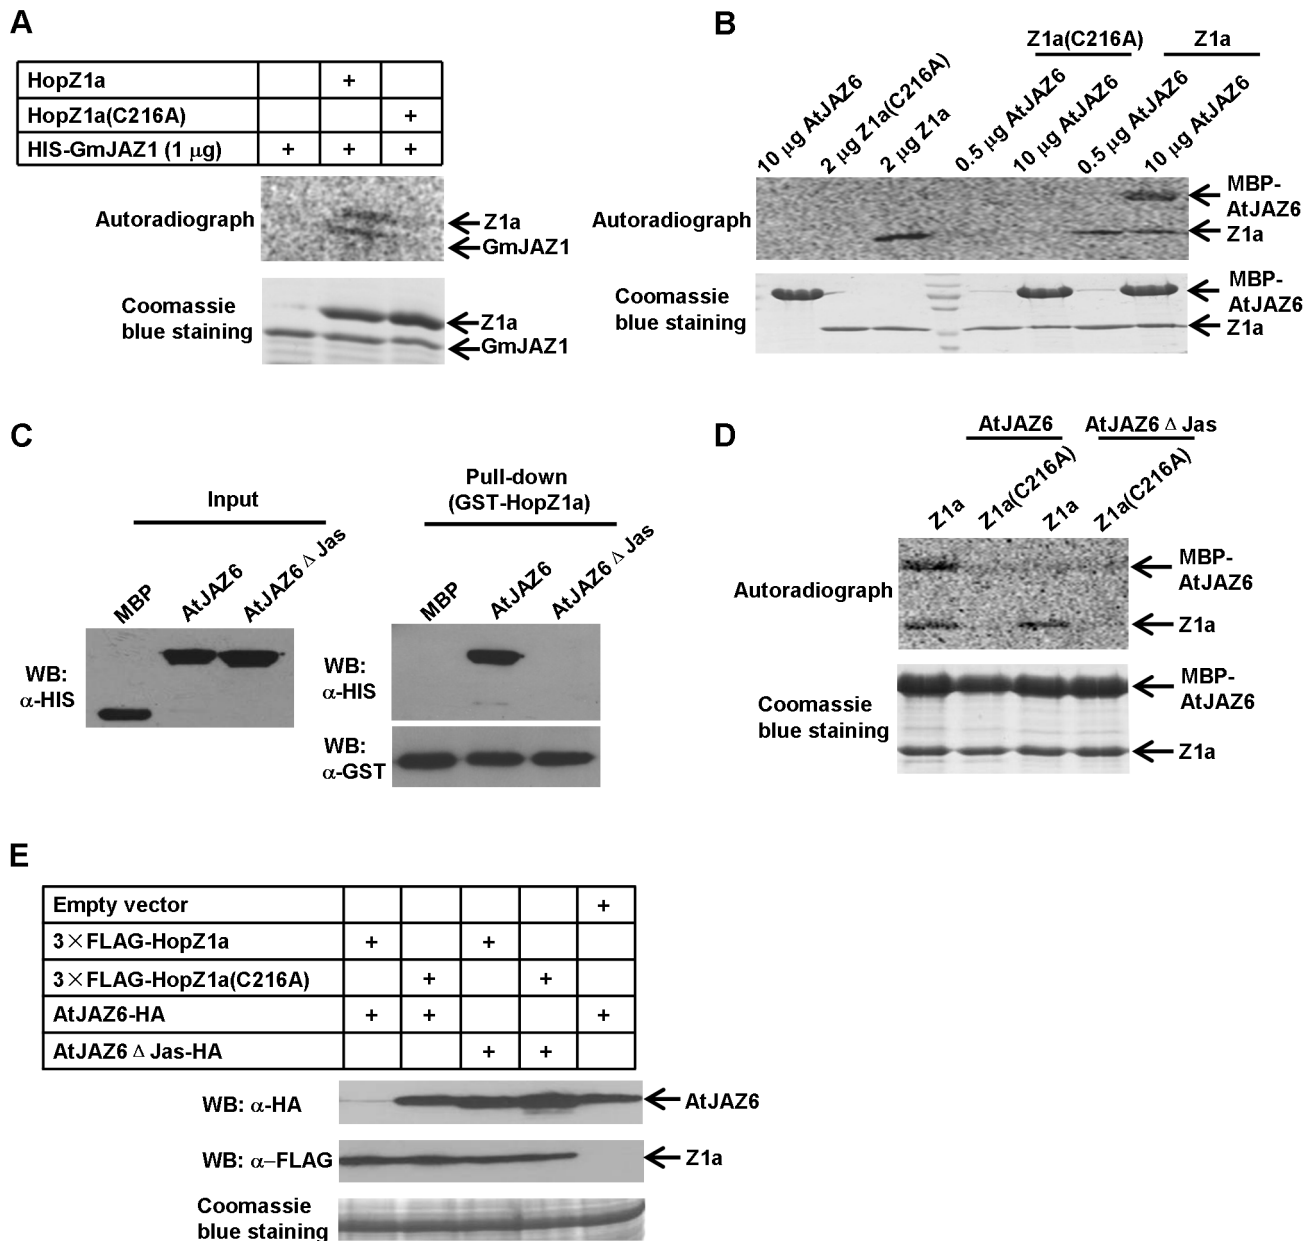 A
HopZ1a +
HopZ1a(C216A) +
HIS-GmJAZ1 (1 μg) + + +
Autoradiograph
Z1a
GmJAZ1
Coomassie
blue staining
Z1a
GmJAZ1
B
Z1a(C216A) Z1a
10 μg AtJAZ6
2 μg Z1a(C216A)
2 μg Z1a
0.5 μg AtJAZ6
10 μg AtJAZ6
0.5 μg AtJAZ6
10 μg AtJAZ6
Autoradiograph
MBP-
AtJAZ6
Z1a
Coomassie
blue staining
MBP-
AtJAZ6
Z1a
C
Input
MBP
AtJAZ6
AtJAZ6 Δ Jas
WB:
α-HIS
Pull-down
(GST-HopZ1a)
MBP
AtJAZ6
AtJAZ6 Δ Jas
WB:
α-HIS
WB:
α-GST
D
AtJAZ6 AtJAZ6 Δ Jas
Z1a
Z1a(C216A)
Z1a
Z1a(C216A)
Autoradiograph
MBP-
AtJAZ6
Z1a
Coomassie
blue staining
MBP-
AtJAZ6
Z1a
E
Empty vector +
3×FLAG-HopZ1a + +
3×FLAG-HopZ1a(C216A) + +
AtJAZ6-HA + + +
AtJAZ6 Δ Jas-HA + +
WB: α-HA
AtJAZ6
WB: α–FLAG
Z1a
Coomassie
blue staining